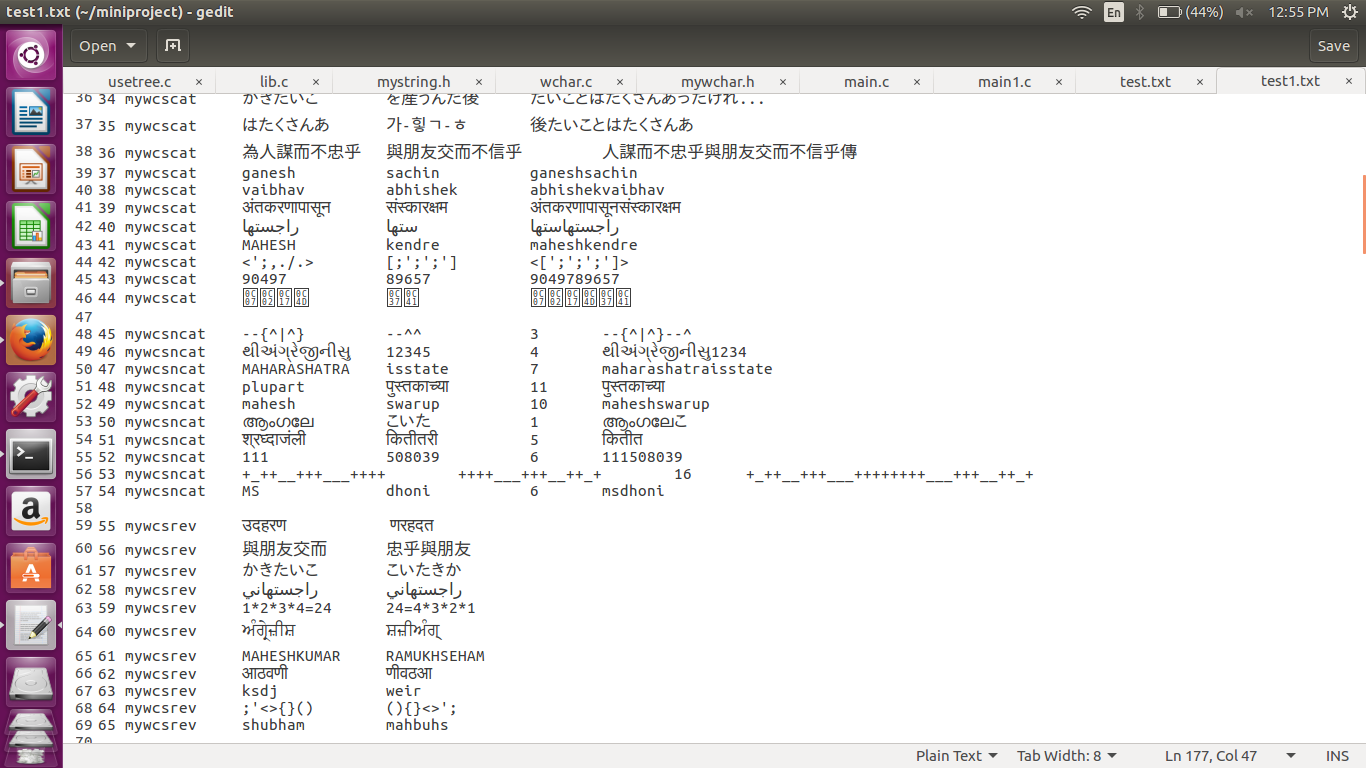 test1.txt (~/miniproject) - gedit En (44%) 12:55 PM
Open Save
usetree.c × lib.c × mystring.h × wchar.c × mywchar.h × main.c × main1.c × test.txt × test1.txt ×
36 34 mywcscat かきたいこ を産うんだ後 たいことはたくさんあったけれ...
37 35 mywcscat はたくさんあ 가-힣ㄱ-ㅎ 後たいことはたくさんあ
38 36 mywcscat 為人謀而不忠乎 與朋友交而不信乎 人謀而不忠乎與朋友交而不信乎傳
39 37 mywcscat ganesh sachin ganeshsachin
40 38 mywcscat vaibhav abhishek abhishekvaibhav
41 39 mywcscat अंतकरणापासून संस्कारक्षम अंतकरणापासूनसंस्कारक्षम
42 40 mywcscat راجستھا ستھا راجستھاستھا
43 41 mywcscat MAHESH kendre maheshkendre
44 42 mywcscat <';,./.> [;';';'] <[';';';']>
45 43 mywcscat 90497 89657 9049789657
46 44 mywcscat
47
48 45 mywcsncat --{^|^} --^^ 3 --{^|^}--^
49 46 mywcsncat થીઅંગ્રેજીનીસુ 12345 4 થીઅંગ્રેજીનીસુ1234
50 47 mywcsncat MAHARASHATRA isstate 7 maharashatraisstate
51 48 mywcsncat plupart पुस्तकाच्या 11 पुस्तकाच्या
52 49 mywcsncat mahesh swarup 10 maheshswarup
53 50 mywcsncat ആംഗലേ こいた 1 ആംഗലേこ
54 51 mywcsncat श्रघ्दाजंली कितीतरी 5 कितीत
55 52 mywcsncat 111 508039 6 111508039
56 53 mywcsncat +_++__+++___++++ ++++___+++__++_+ 16 +_++__+++___++++++++___+++__++_+
57 54 mywcsncat MS dhoni 6 msdhoni
58
59 55 mywcsrev उदहरण णरहदत
60 56 mywcsrev 與朋友交而 忠乎與朋友
61 57 mywcsrev かきたいこ こいたきか
62 58 mywcsrev راجستھاني راجستھاني
63 59 mywcsrev 1*2*3*4=24 24=4*3*2*1
64 60 mywcsrev ਅੰਗ੍ਰੇਜ਼ੀਸ਼ ਸ਼ਜ਼ੀਅੰਗ੍
65 61 mywcsrev MAHESHKUMAR RAMUKHSEHAM
66 62 mywcsrev आठवणी णीवठआ
67 63 mywcsrev ksdj weir
68 64 mywcsrev ;'<>{}() (){}<>';
69 65 mywcsrev shubham mahbuhs
70
Plain Text Tab Width: 8 Ln 177, Col 47 INS